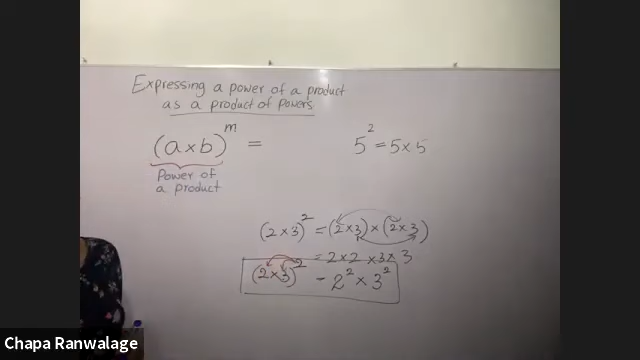 Expressing a power of a product
as a product of powers
(a×b)^m =
5^2 = 5×5
Power of
a product
(2×3)^2 = (2×3)×(2×3)
= 2×2×3×3
(2×3)^2 = 2^2 × 3^2
Chapa Ranwalage